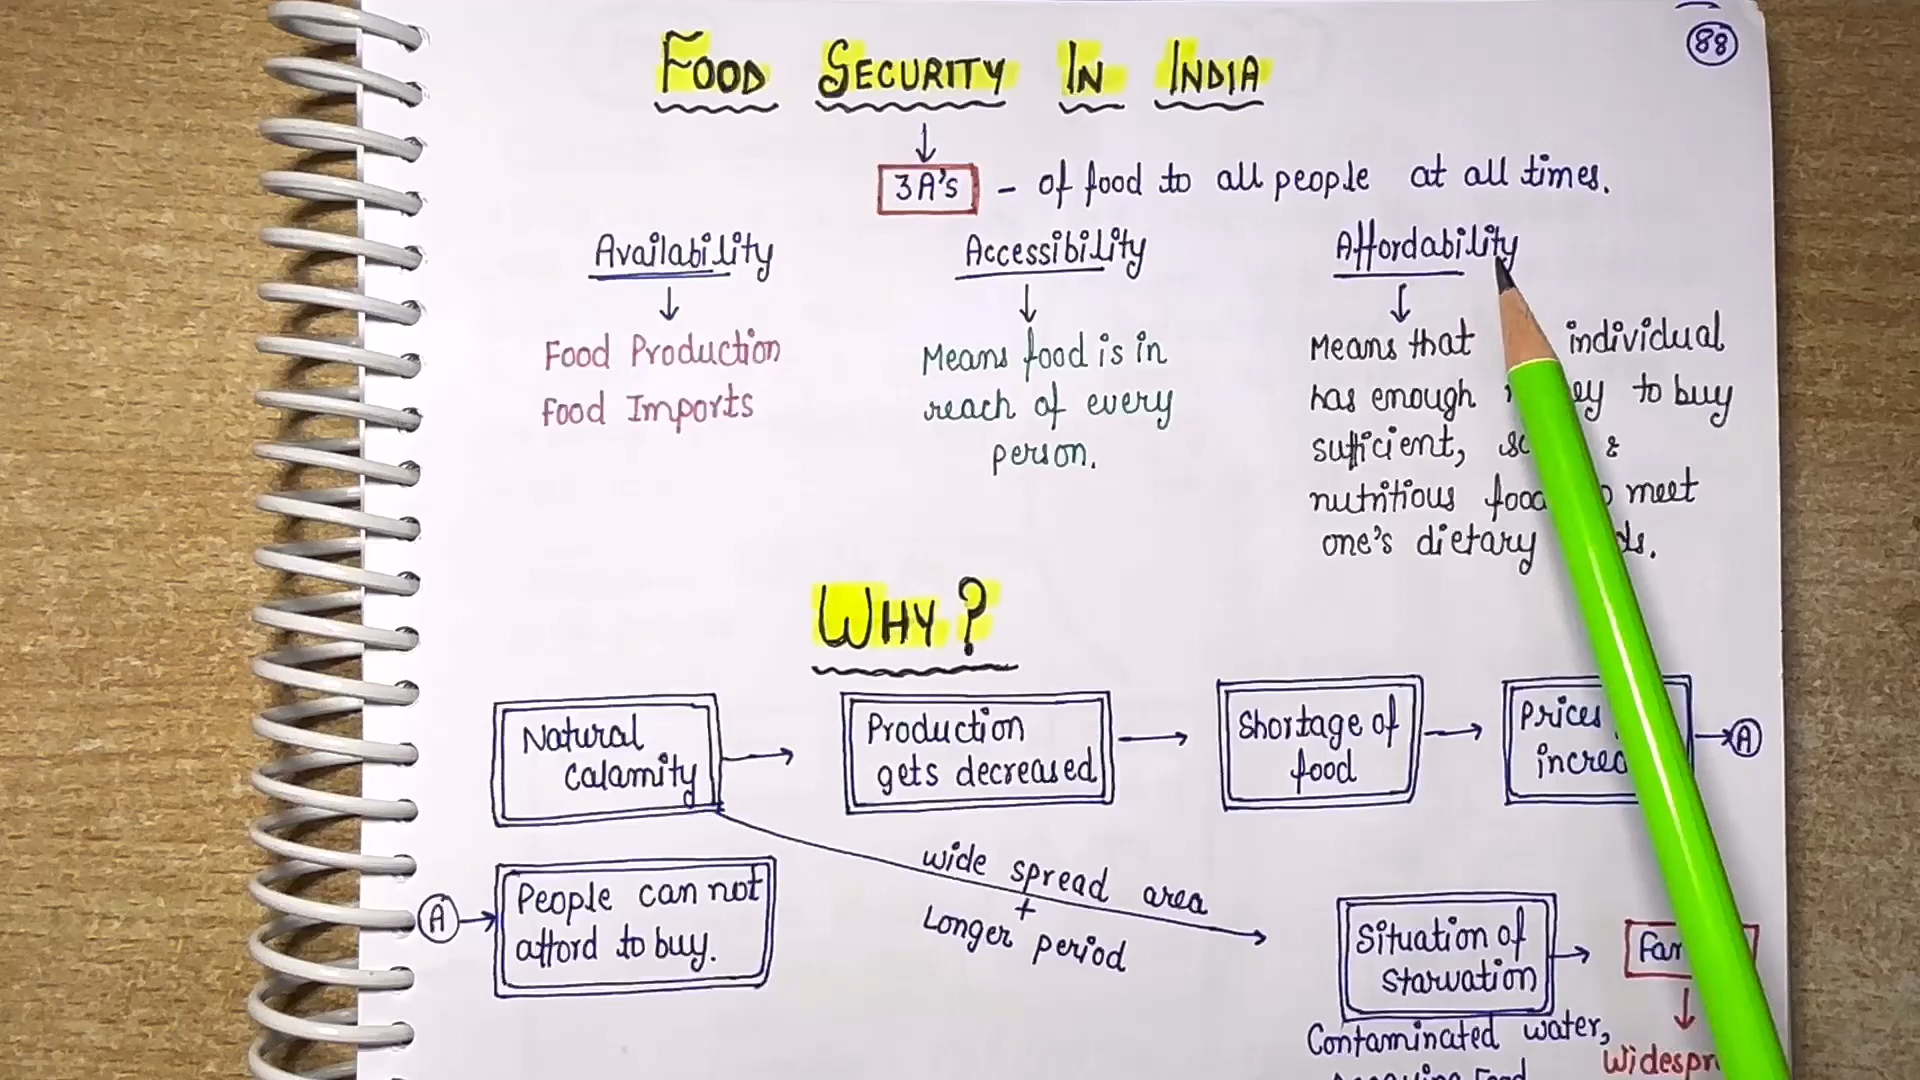 88
FOOD SECURITY IN INDIA
3A's - of food to all people at all times.
Availability
Food Production
Food Imports
Accessibility
Means food is in
reach of every
person.
Affordability
Means that individual
has enough to buy
sufficient, &
nutritious meet
one's dietary
WHY?
Natural
Calamity
Production
gets decreased
Shortage of
food
Prices
A
A
People can not
afford to buy.
wide spread area
+
Longer period
Situation of
starvation
Contaminated water,